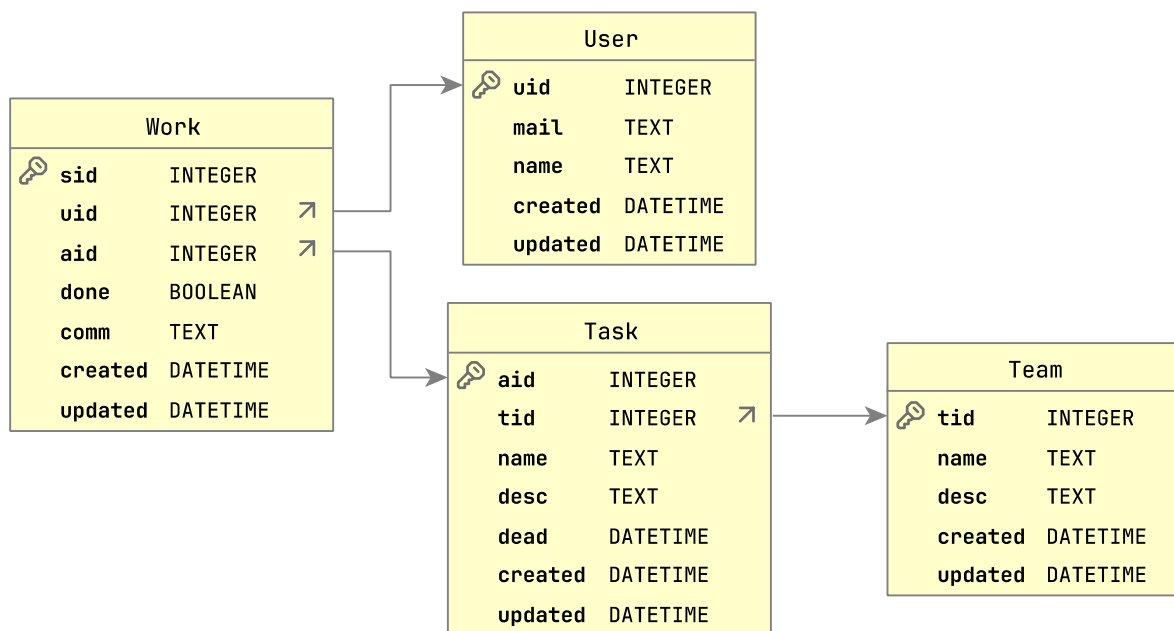 Work
sid INTEGER
uid INTEGER
aid INTEGER
done BOOLEAN
comm TEXT
created DATETIME
updated DATETIME
User
uid INTEGER
mail TEXT
name TEXT
created DATETIME
updated DATETIME
Task
aid INTEGER
tid INTEGER
name TEXT
desc TEXT
dead DATETIME
created DATETIME
updated DATETIME
Team
tid INTEGER
name TEXT
desc TEXT
created DATETIME
updated DATETIME